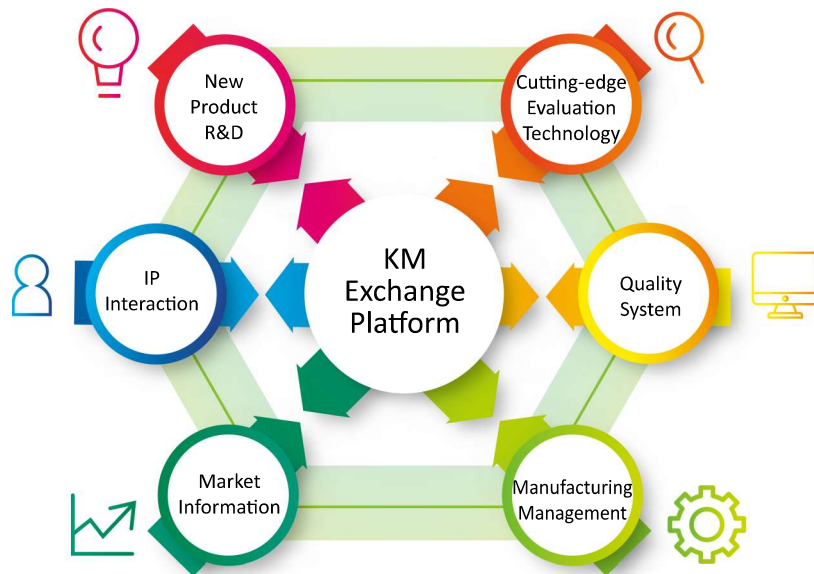 New
Product
R&D
Cutting-edge
Evaluation
Technology
IP
Interaction
KM
Exchange
Platform
Quality
System
Market
Information
Manufacturing
Management